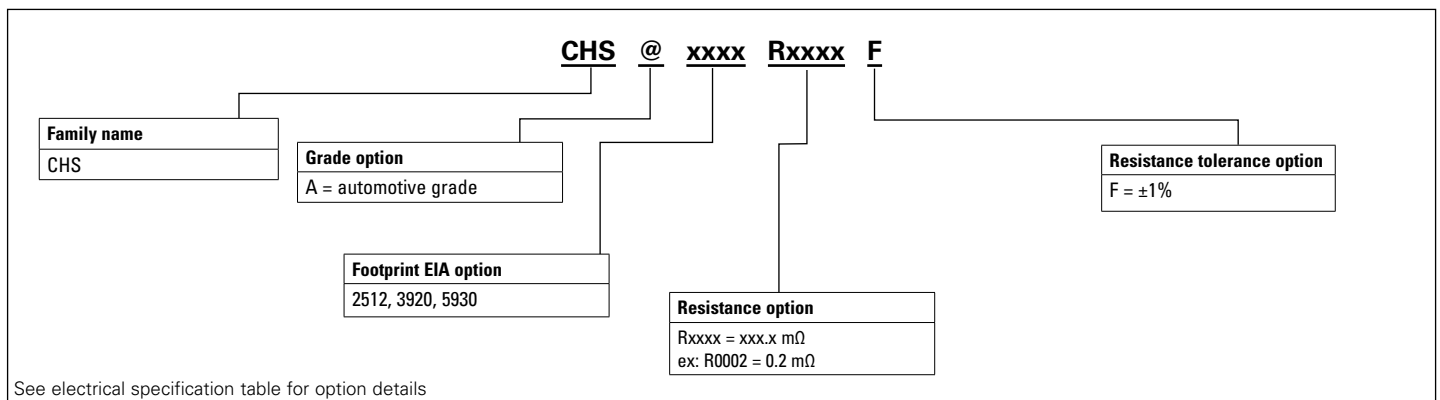 CHS @ xxxx Rxxxx F
Family name
CHS
Grade option
A = automotive grade
Footprint EIA option
2512, 3920, 5930
Resistance option
Rxxxx = xxx.x mΩ
ex: R0002 = 0.2 mΩ
Resistance tolerance option
F = ±1%
See electrical specification table for option details